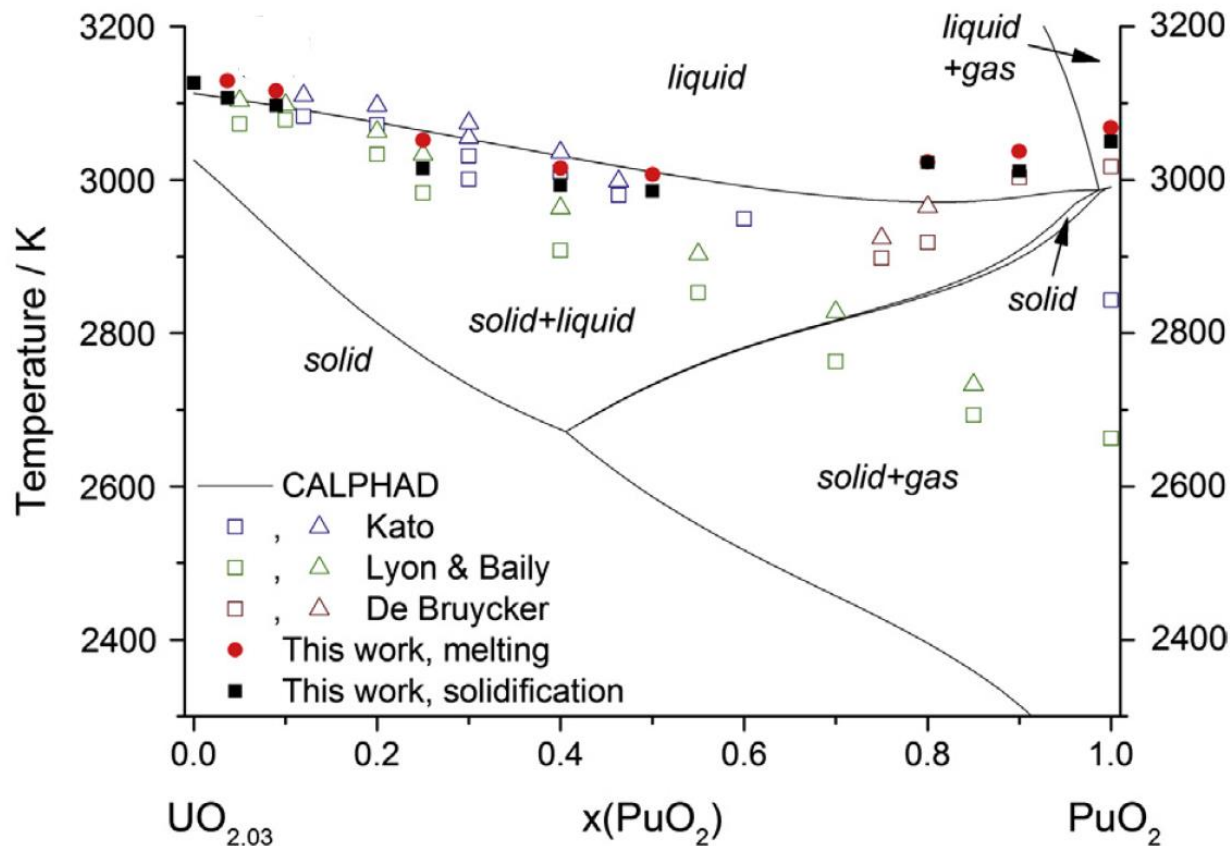 3200
3200
liquid
+gas
liquid
3000
3000
solid
2800
2800
solid+liquid
solid
solid+gas
Temperature / K
2600
2600
CALPHAD
, Kato
, Lyon & Baily
, De Bruycker
This work, melting
This work, solidification
2400
2400
0.0 0.2 0.4 0.6 0.8 1.0
UO2.03 x(PuO2) PuO2